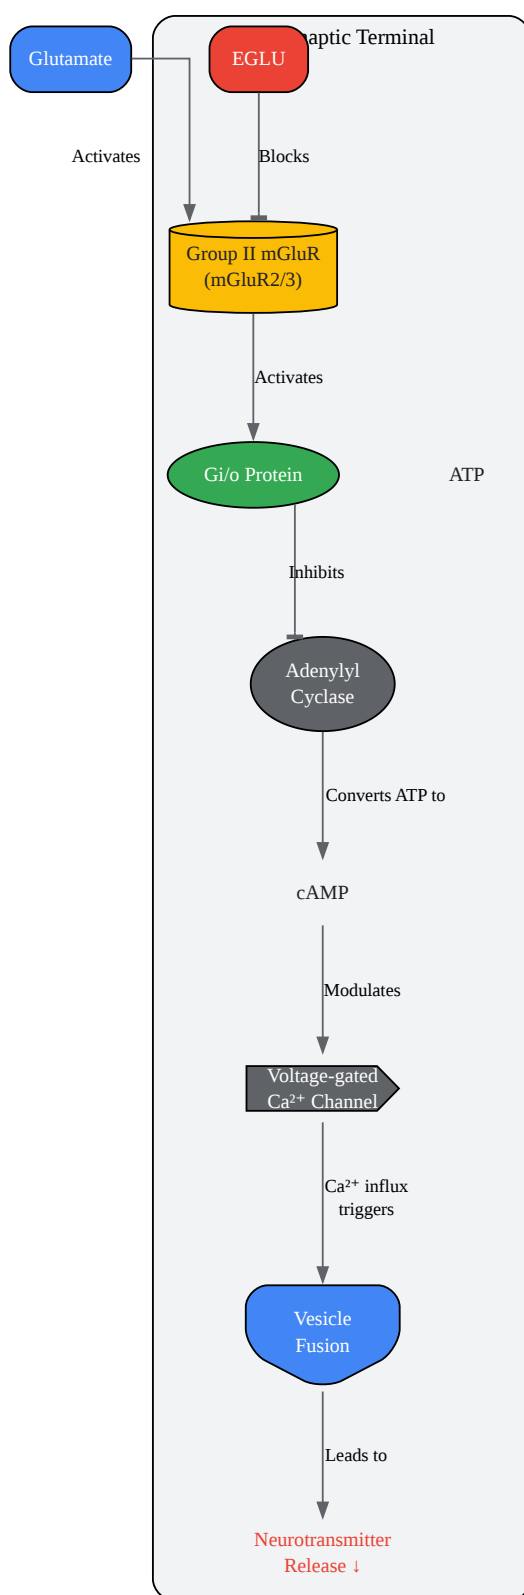 Glutamate
EGLU
aptic Terminal
Activates
Blocks
Group II mGluR
(mGluR2/3)
Activates
Gi/o Protein
ATP
Inhibits
Adenylyl
Cyclase
Converts ATP to
cAMP
Modulates
Voltage-gated
Ca²⁺ Channel
Ca²⁺ influx
triggers
Vesicle
Fusion
Leads to
Neurotransmitter
Release ↓